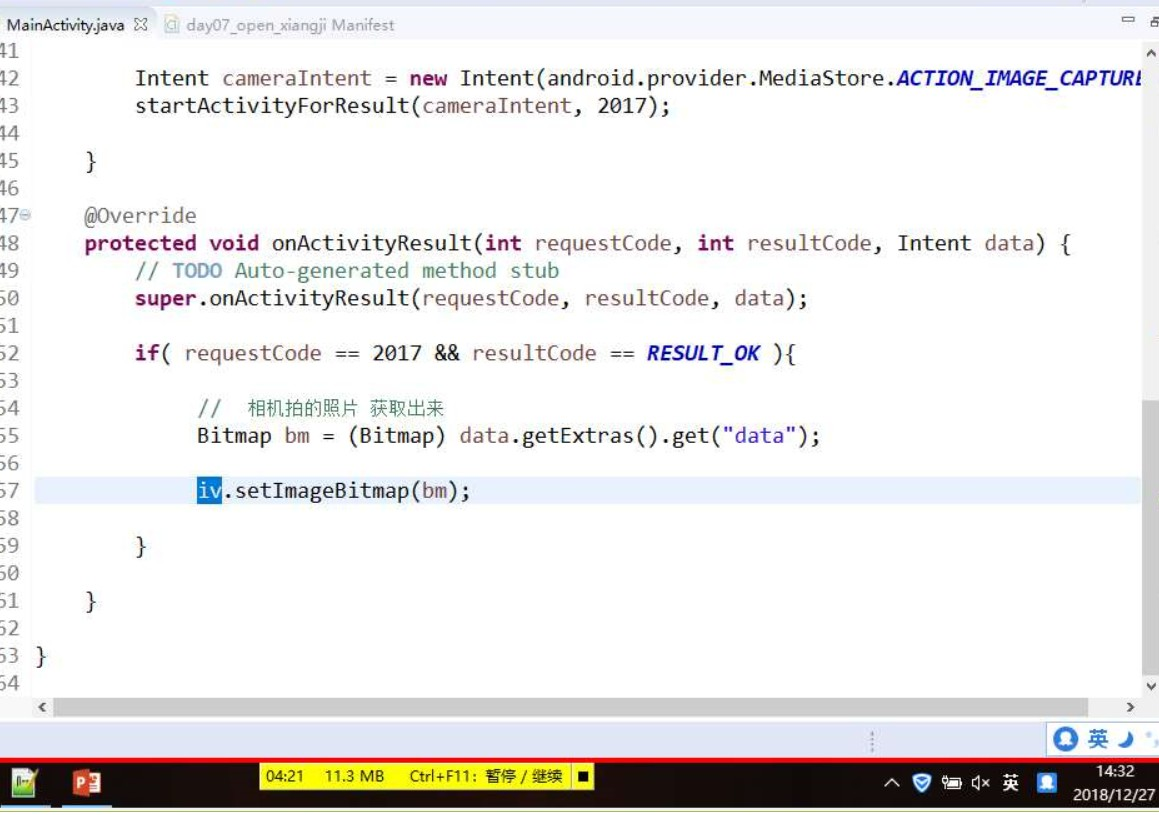 MainActivity.java day07_open_xiangji Manifest
41
42 Intent cameraIntent = new Intent(android.provider.MediaStore.ACTION_IMAGE_CAPTURE
43 startActivityForResult(cameraIntent, 2017);
44
45 }
46
47 @Override
48 protected void onActivityResult(int requestCode, int resultCode, Intent data) {
49 // TODO Auto-generated method stub
50 super.onActivityResult(requestCode, resultCode, data);
51
52 if( requestCode == 2017 && resultCode == RESULT_OK ){
53
54 // 相机拍的照片 获取出来
55 Bitmap bm = (Bitmap) data.getExtras().get("data");
56
57 iv.setImageBitmap(bm);
58
59 }
60
61 }
62
63 }
64
英
04:21 11.3 MB Ctrl+F11: 暂停 / 继续
英 14:32
2018/12/27